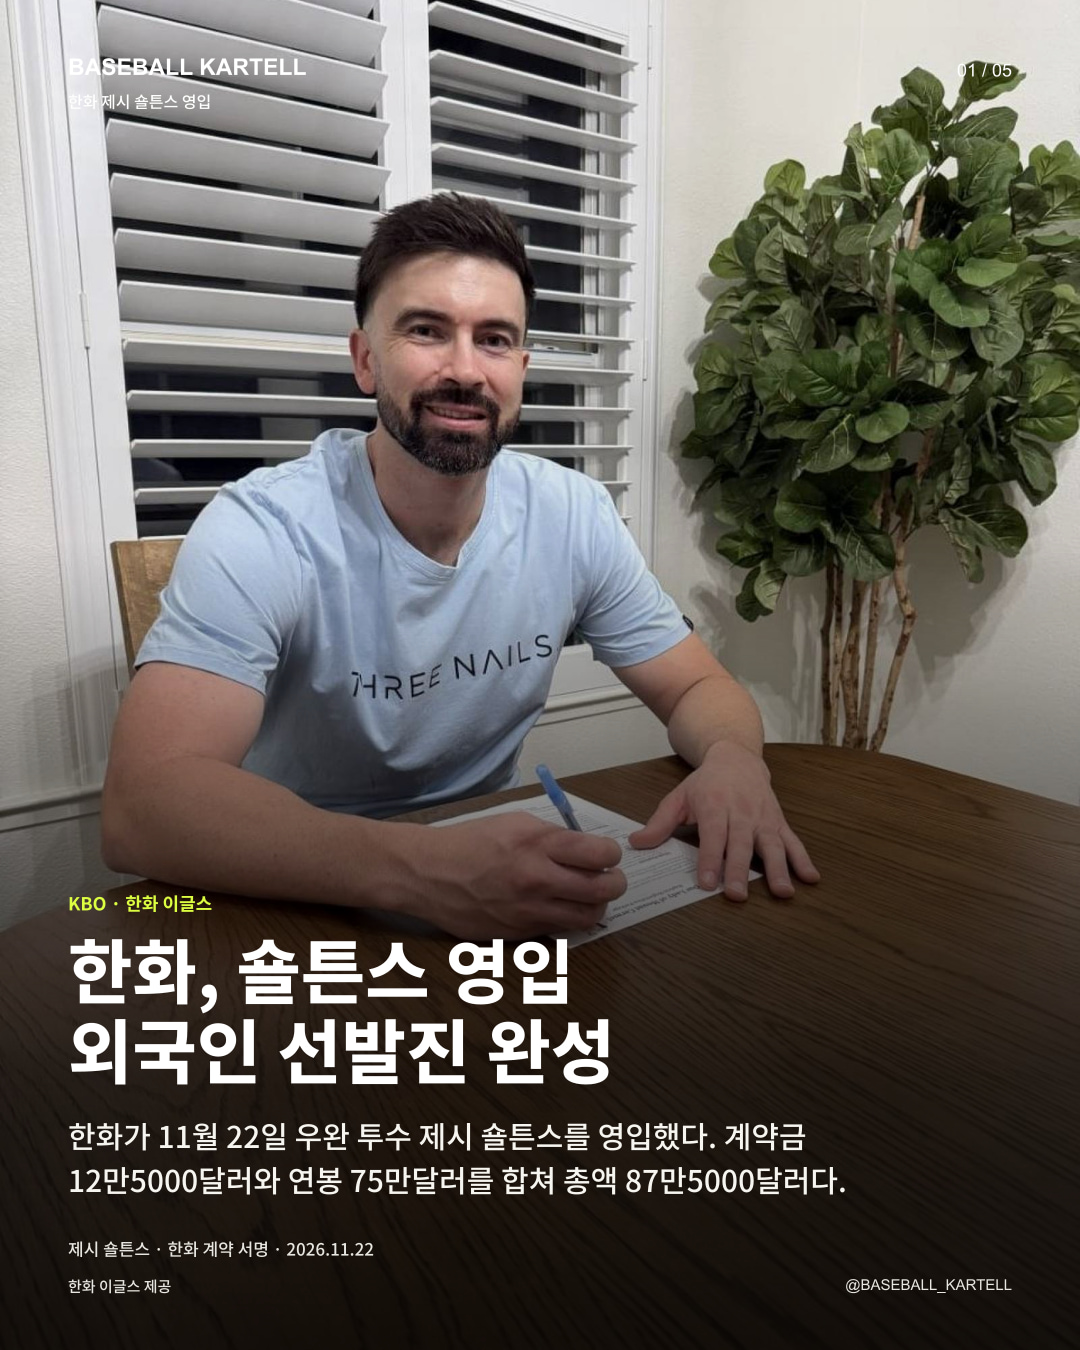 BASEBALL KARTELL
한화 제시 숄튼스 영입
01 / 05
THREE NAILS
KBO · 한화 이글스
한화, 숄튼스 영입
외국인 선발진 완성
한화가 11월 22일 우완 투수 제시 숄튼스를 영입했다. 계약금
12만5000달러와 연봉 75만달러를 합쳐 총액 87만5000달러다.
제시 숄튼스 · 한화 계약 서명 · 2026.11.22
한화 이글스 제공
@BASEBALL_KARTELL